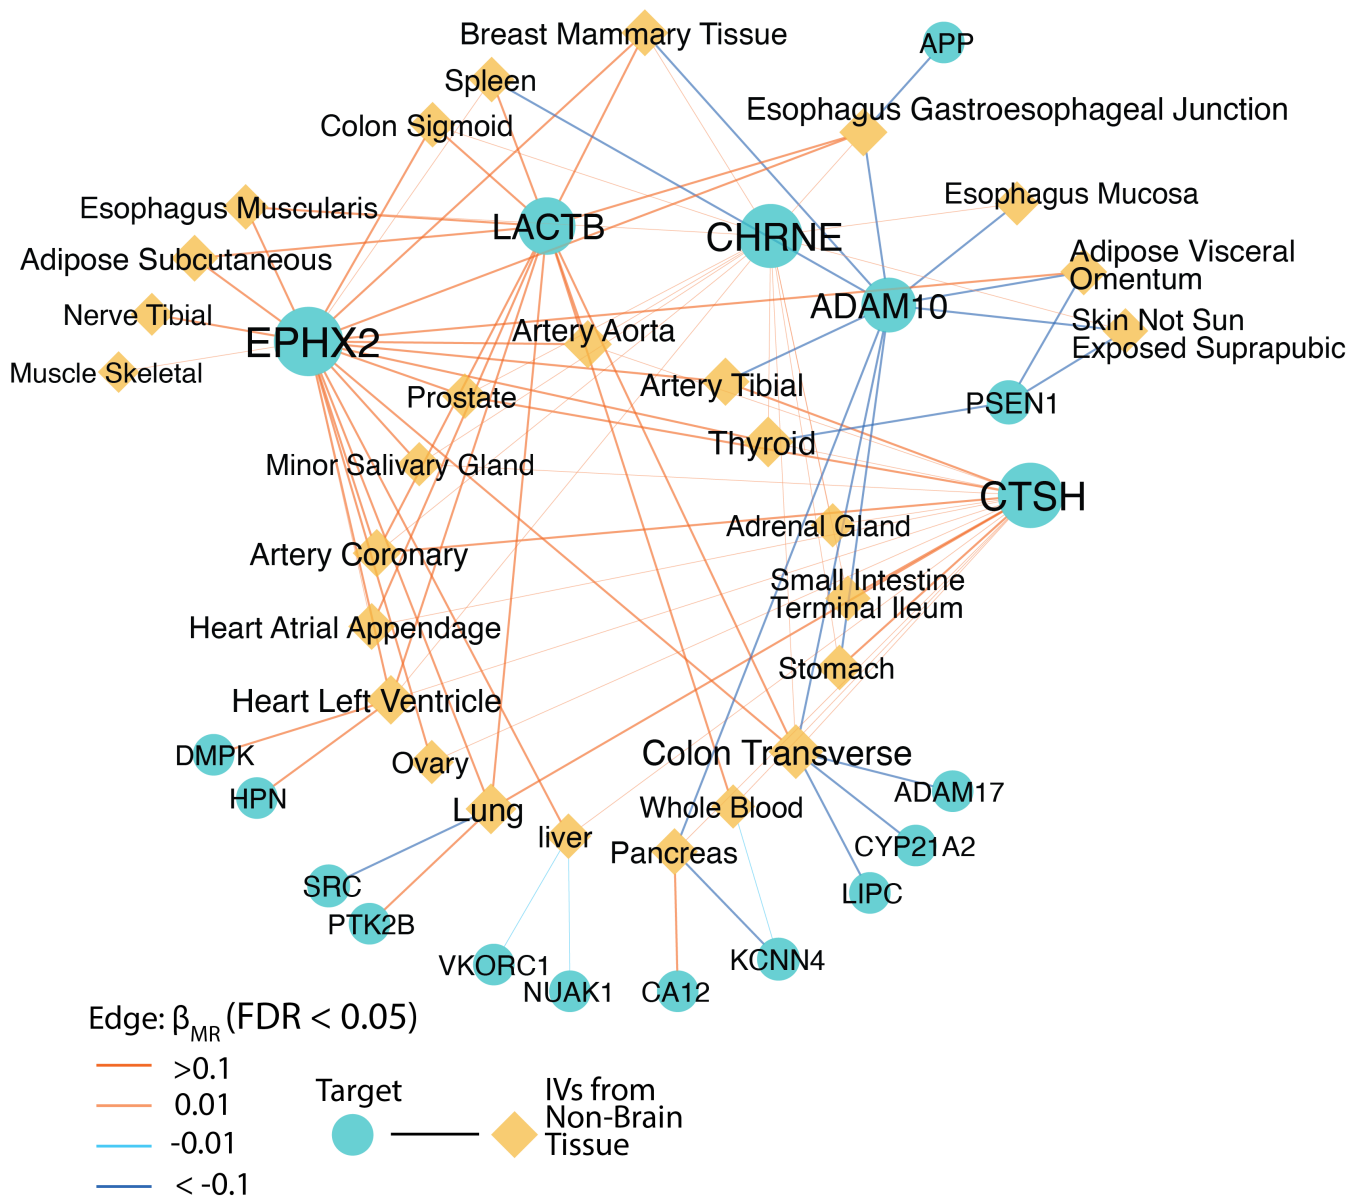 Breast Mammary Tissue
APP
Spleen
Esophagus Gastroesophageal Junction
Colon Sigmoid
Esophagus Mucosa
Esophagus Muscularis
LACTB
CHRNE
Adipose Visceral
Omentum
Adipose Subcutaneous
ADAM10
Nerve Tibial
Skin Not Sun
Exposed Suprapubic
Artery Aorta
EPHX2
Muscle Skeletal
Artery Tibial
Prostate
PSEN1
Thyroid
Minor Salivary Gland
CTSH
Adrenal Gland
Artery Coronary
Small Intestine
Terminal Ileum
Heart Atrial Appendage
Stomach
Heart Left Ventricle
DMPK
Colon Transverse
Ovary
HPN
ADAM17
Lung
Whole Blood
liver
CYP21A2
Pancreas
SRC
LIPC
PTK2B
VKORC1
KCNN4
NUAK1
CA12
Edge: βMR (FDR < 0.05)
>0.1
0.01
-0.01
< -0.1
Target
IVs from
Non-Brain
Tissue